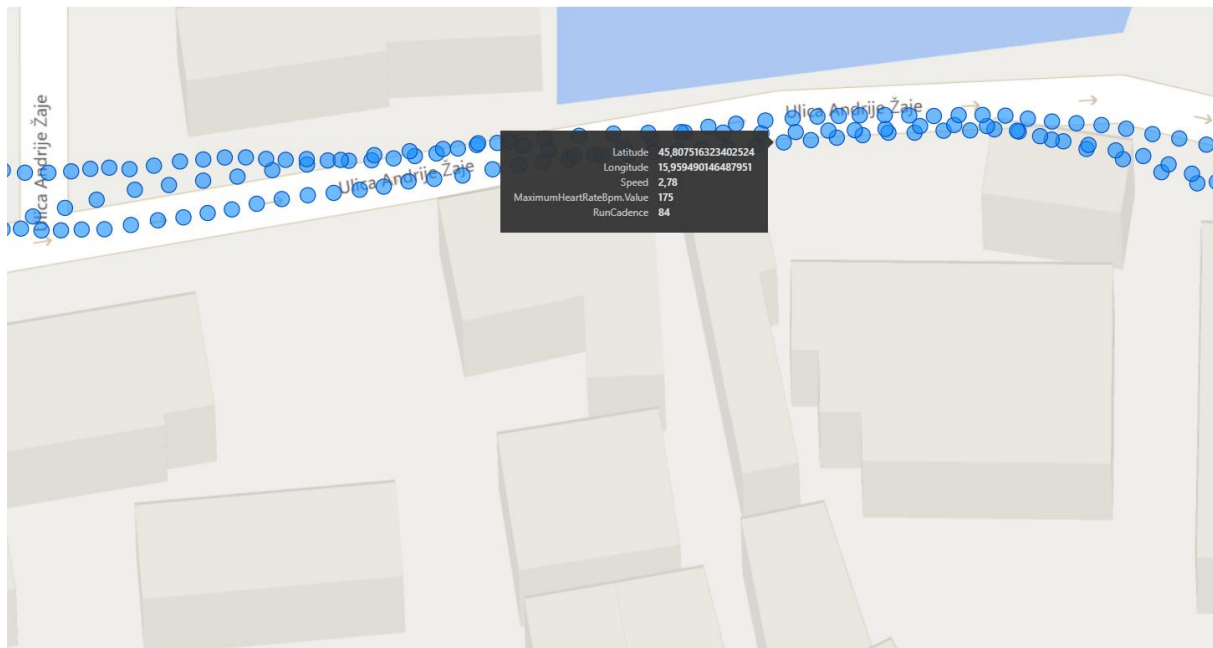 Ulica Andrije Žaje
Ulica Andrije Žaje
Ulica Andrije Žaje
Latitude 45,807516323402524
Longitude 15,959490146487951
Speed 2,78
MaximumHeartRateBpm.Value 175
RunCadence 84